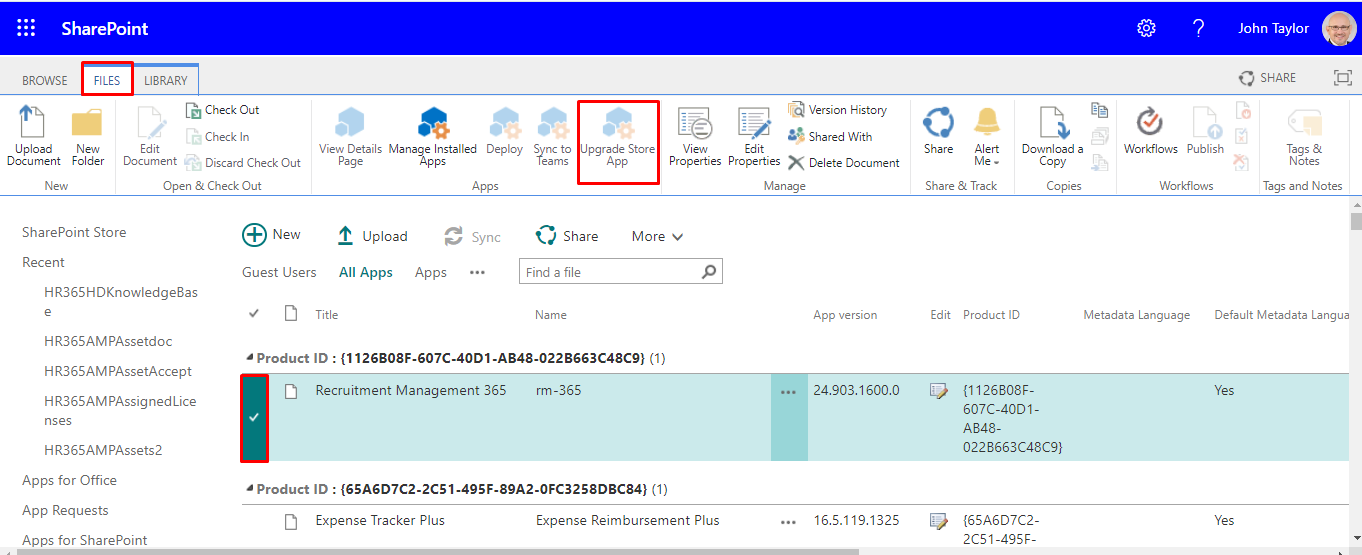 SharePoint
John Taylor
BROWSE
FILES
LIBRARY
SHARE
Upload Document
New Folder
New
Edit Document
Check Out
Check In
Discard Check Out
Open & Check Out
View Details Page
Manage Installed Apps
Deploy
Sync to Teams
Upgrade Store App
Apps
View Properties
Edit Properties
Version History
Shared With
Delete Document
Manage
Share
Alert Me
Share & Track
Download a Copy
Copies
Workflows
Publish
Workflows
Tags & Notes
Tags and Notes
SharePoint Store
Recent
HR365HDKnowledgeBas
e
HR365AMPAssetdoc
HR365AMPAssetAccept
HR365AMPAssignedLice
nses
HR365AMPAssets2
Apps for Office
App Requests
Apps for SharePoint
New
Upload
Sync
Share
More
Guest Users
All Apps
Apps
Find a file
Title
Name
App version
Edit
Product ID
Metadata Language
Default Metadata Langua
Product ID : {1126B08F-607C-40D1-AB48-022B663C48C9} (1)
Recruitment Management 365
rm-365
24.903.1600.0
{1126B08F-
607C-40D1-
AB48-
022B663C48C9}
Yes
Product ID : {65A6D7C2-2C51-495F-89A2-0FC3258DBC84} (1)
Expense Tracker Plus
Expense Reimbursement Plus
16.5.119.1325
{65A6D7C2-
2C51-495F-
Yes